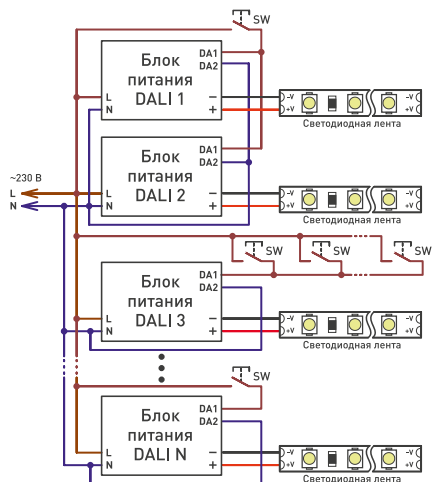 SW
Блок
питания
DALI 1
DA1
DA2
L
N
–
+
-V
+V
-V
+V
Светодиодная лента
Блок
питания
DALI 2
DA1
DA2
~230 В
L
N
L
N
–
+
-V
+V
-V
+V
Светодиодная лента
SW
SW
SW
Блок
питания
DALI 3
DA1
DA2
L
N
–
+
-V
+V
-V
+V
Светодиодная лента
SW
Блок
питания
DALI N
DA1
DA2
L
N
–
+
-V
+V
-V
+V
Светодиодная лента